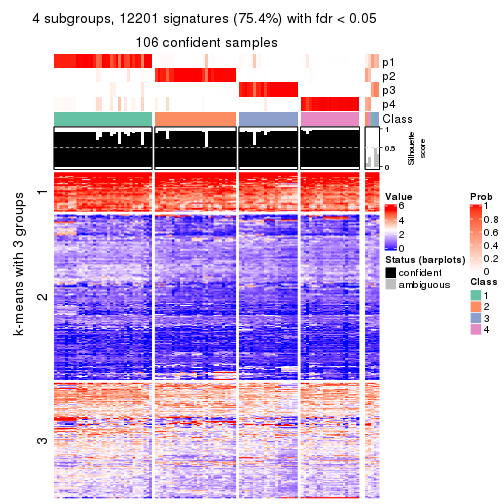 4 subgroups, 12201 signatures (75.4%) with fdr < 0.05
106 confident samples
p1
p2
p3
p4
Class
1
0.5
0
Silhouette
score
k-means with 3 groups
1
2
3
Value
6
4
2
0
Status (barplots)
confident
ambiguous
Prob
1
0.8
0.6
0.4
0.2
0
Class
1
2
3
4